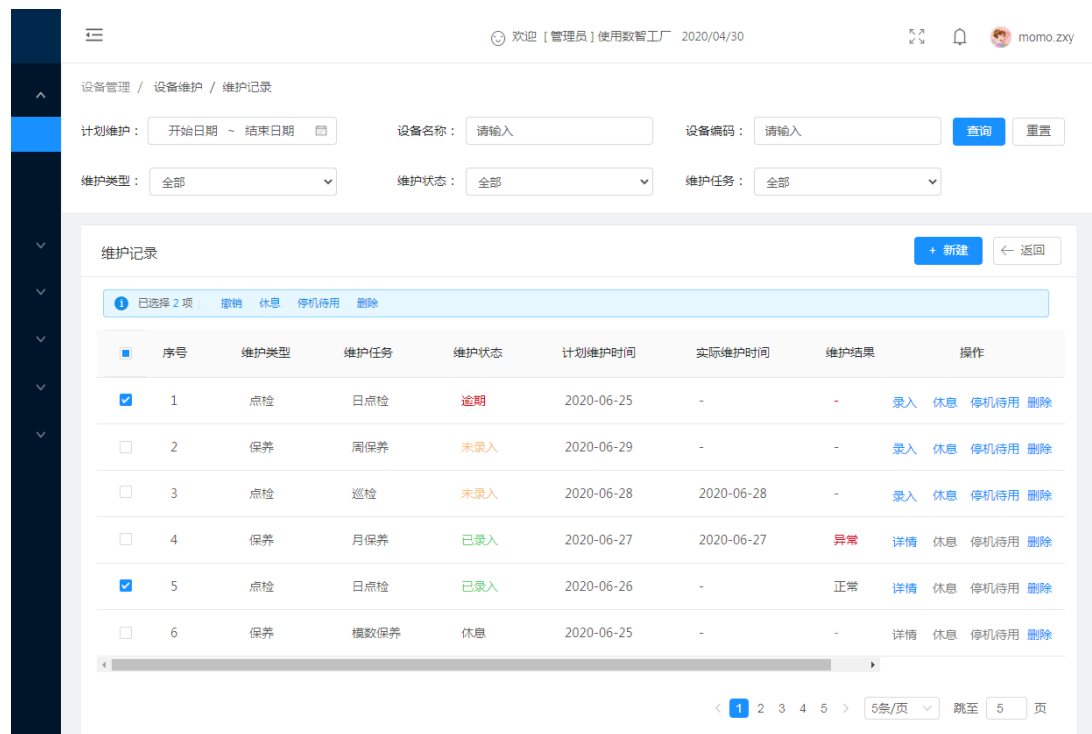 欢迎 [ 管理员 ] 使用数智工厂 2020/04/30 momo.zxy
设备管理 / 设备维护 / 维护记录
计划维护： 开始日期 ~ 结束日期 设备名称： 请输入 设备编码： 请输入 查询 重置
维护类型： 全部 维护状态： 全部 维护任务： 全部
维护记录 + 新建 ← 返回
已选择 2 项 撤销 休息 停机待用 删除
序号 维护类型 维护任务 维护状态 计划维护时间 实际维护时间 维护结果 操作
1 点检 日点检 逾期 2020-06-25 - - 录入 休息 停机待用 删除
2 保养 周保养 未录入 2020-06-29 - - 录入 休息 停机待用 删除
3 点检 巡检 未录入 2020-06-28 2020-06-28 - 录入 休息 停机待用 删除
4 保养 月保养 已录入 2020-06-27 2020-06-27 异常 详情 休息 停机待用 删除
5 点检 日点检 已录入 2020-06-26 - 正常 详情 休息 停机待用 删除
6 保养 模数保养 休息 2020-06-25 - - 详情 休息 停机待用 删除
< 1 2 3 4 5 > 5条/页 跳至 5 页